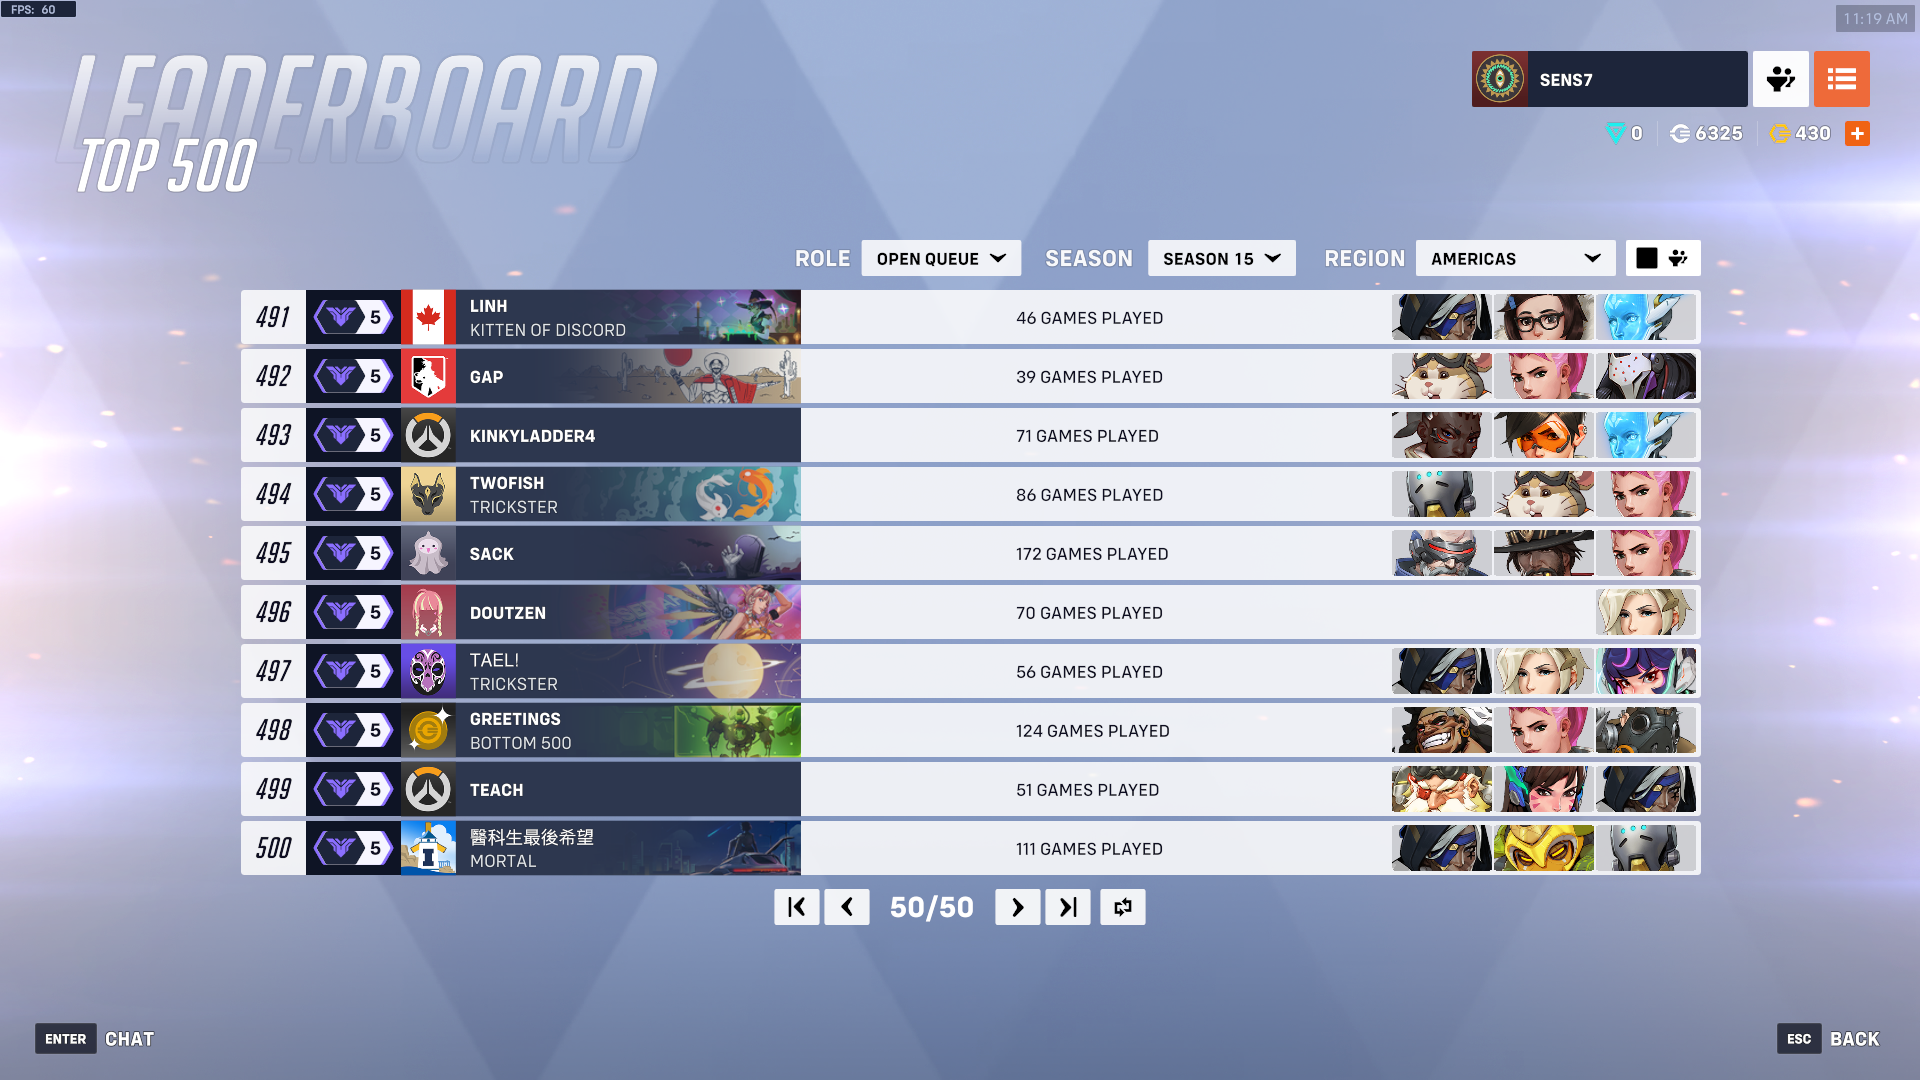 FPS: 60
11:19 AM
LEADERBOARD
TOP 500
SENS7
0
6325
430
ROLE
OPEN QUEUE
SEASON
SEASON 15
REGION
AMERICAS
491
5
LINH
KITTEN OF DISCORD
46 GAMES PLAYED
492
5
GAP
39 GAMES PLAYED
493
5
KINKYLADDER4
71 GAMES PLAYED
494
5
TWOFISH
TRICKSTER
86 GAMES PLAYED
495
5
SACK
172 GAMES PLAYED
496
5
DOUTZEN
70 GAMES PLAYED
497
5
TAEL!
TRICKSTER
56 GAMES PLAYED
498
5
GREETINGS
BOTTOM 500
124 GAMES PLAYED
499
5
TEACH
51 GAMES PLAYED
500
5
醫科生最後希望
MORTAL
111 GAMES PLAYED
50/50
ENTER CHAT
ESC BACK